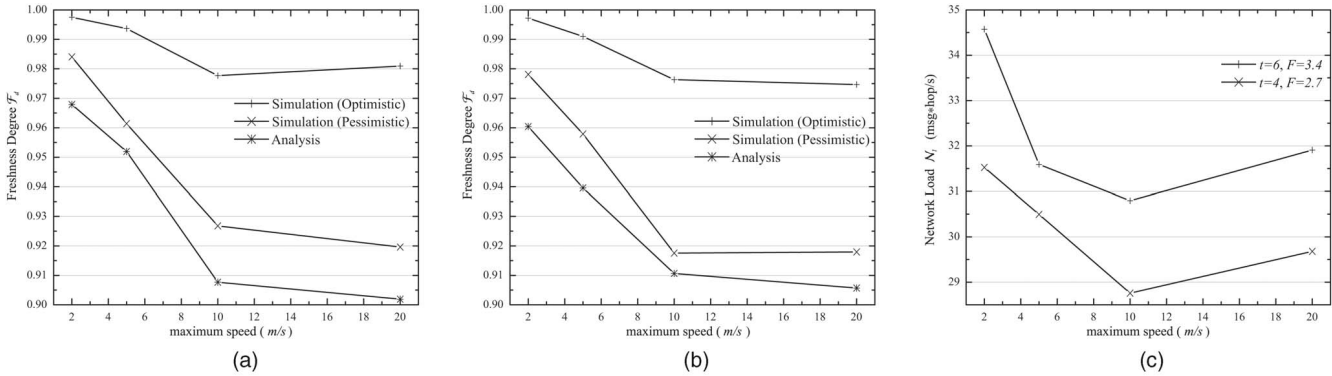 1.00
0.99
0.98
0.97
0.96
0.95
0.94
0.93
0.92
0.91
0.90
Freshness Degree ℱd
Simulation (Optimistic)
Simulation (Pessimistic)
Analysis
2 4 6 8 10 12 14 16 18 20
maximum speed ( m/s )
(a)
1.00
0.99
0.98
0.97
0.96
0.95
0.94
0.93
0.92
0.91
0.90
Freshness Degree ℱd
Simulation (Optimistic)
Simulation (Pessimistic)
Analysis
2 4 6 8 10 12 14 16 18 20
maximum speed ( m/s )
(b)
35
34
33
32
31
30
29
Network Load 𝒩l (msg*hop/s)
t=6, F=3.4
t=4, F=2.7
2 4 6 8 10 12 14 16 18 20
maximum speed ( m/s )
(c)